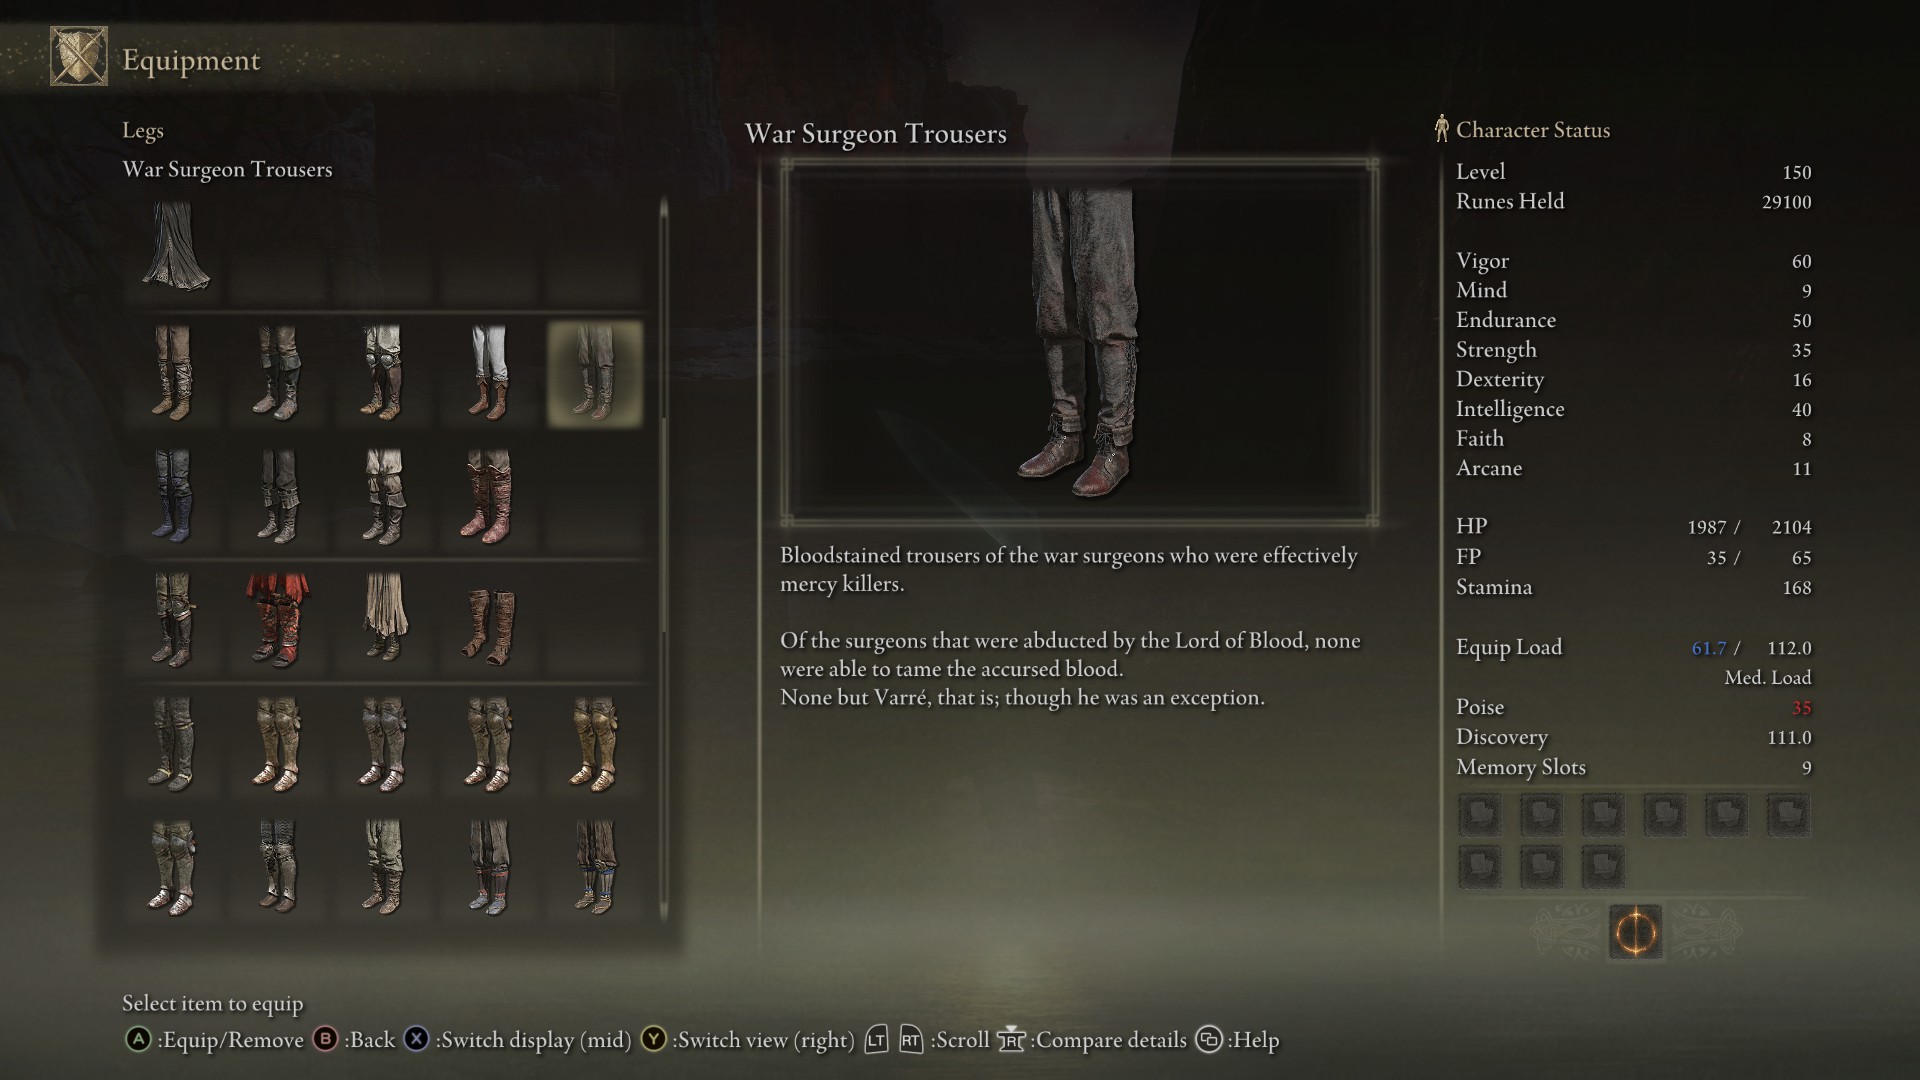 Equipment
Legs
War Surgeon Trousers
War Surgeon Trousers
Bloodstained trousers of the war surgeons who were effectively
mercy killers.
Of the surgeons that were abducted by the Lord of Blood, none
were able to tame the accursed blood.
None but Varré, that is; though he was an exception.
Character Status
Level 150
Runes Held 29100
Vigor 60
Mind 9
Endurance 50
Strength 35
Dexterity 16
Intelligence 40
Faith 8
Arcane 11
HP 1987 / 2104
FP 35 / 65
Stamina 168
Equip Load 61.7 / 112.0
Med. Load
Poise 35
Discovery 111.0
Memory Slots 9
Select item to equip
A :Equip/Remove B :Back X :Switch display (mid) Y :Switch view (right) LT RT :Scroll R :Compare details :Help